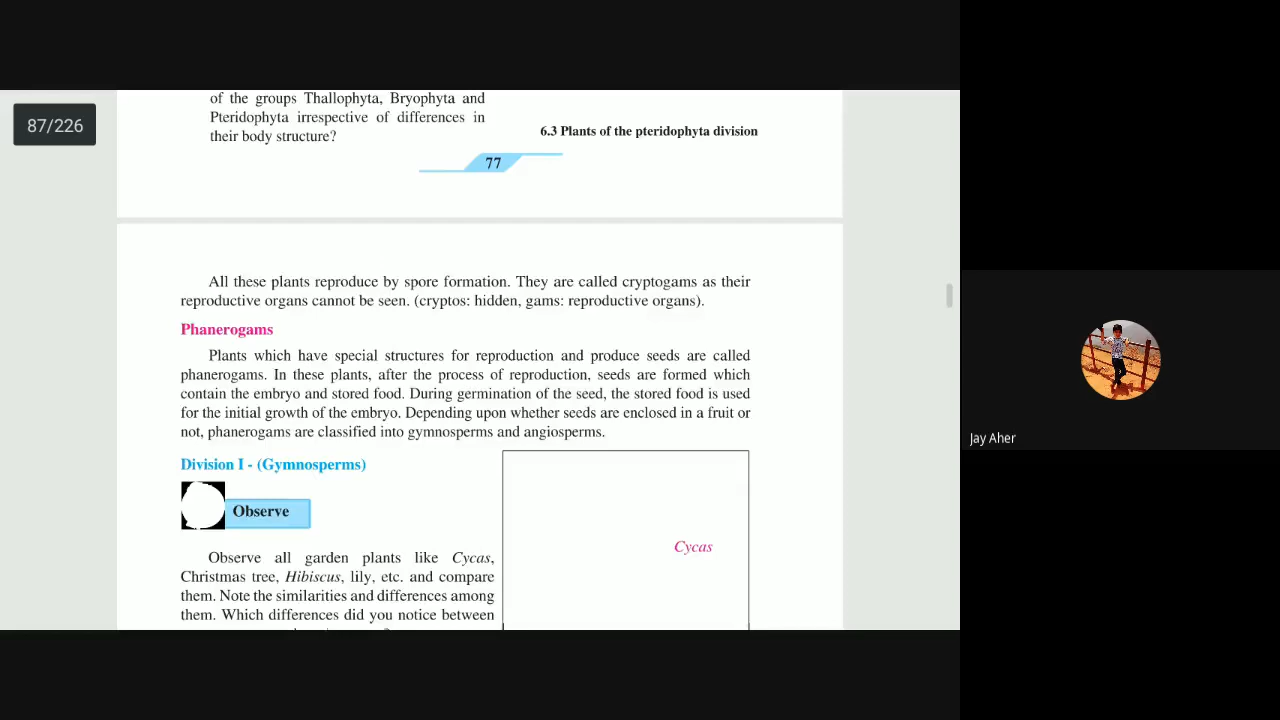 of the groups Thallophyta, Bryophyta and
Pteridophyta irrespective of differences in
their body structure?
87/226
6.3 Plants of the pteridophyta division
77
All these plants reproduce by spore formation. They are called cryptogams as their
reproductive organs cannot be seen. (cryptos: hidden, gams: reproductive organs).
Phanerogams
Plants which have special structures for reproduction and produce seeds are called
phanerogams. In these plants, after the process of reproduction, seeds are formed which
contain the embryo and stored food. During germination of the seed, the stored food is used
for the initial growth of the embryo. Depending upon whether seeds are enclosed in a fruit or
not, phanerogams are classified into gymnosperms and angiosperms.
Division I - (Gymnosperms)
Observe
Observe all garden plants like Cycas,
Christmas tree, Hibiscus, lily, etc. and compare
them. Note the similarities and differences among
them. Which differences did you notice between
Cycas
Jay Aher